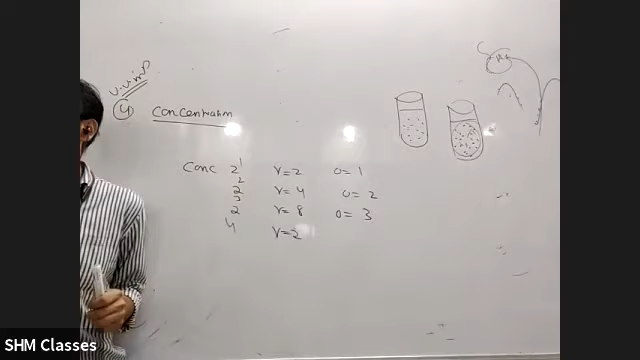 v.v.imp
4 Concentration
Conc 2¹ r=2 o=1
2² r=4 o=2
2³ r=8 o=3
4 r=2
SHM Classes